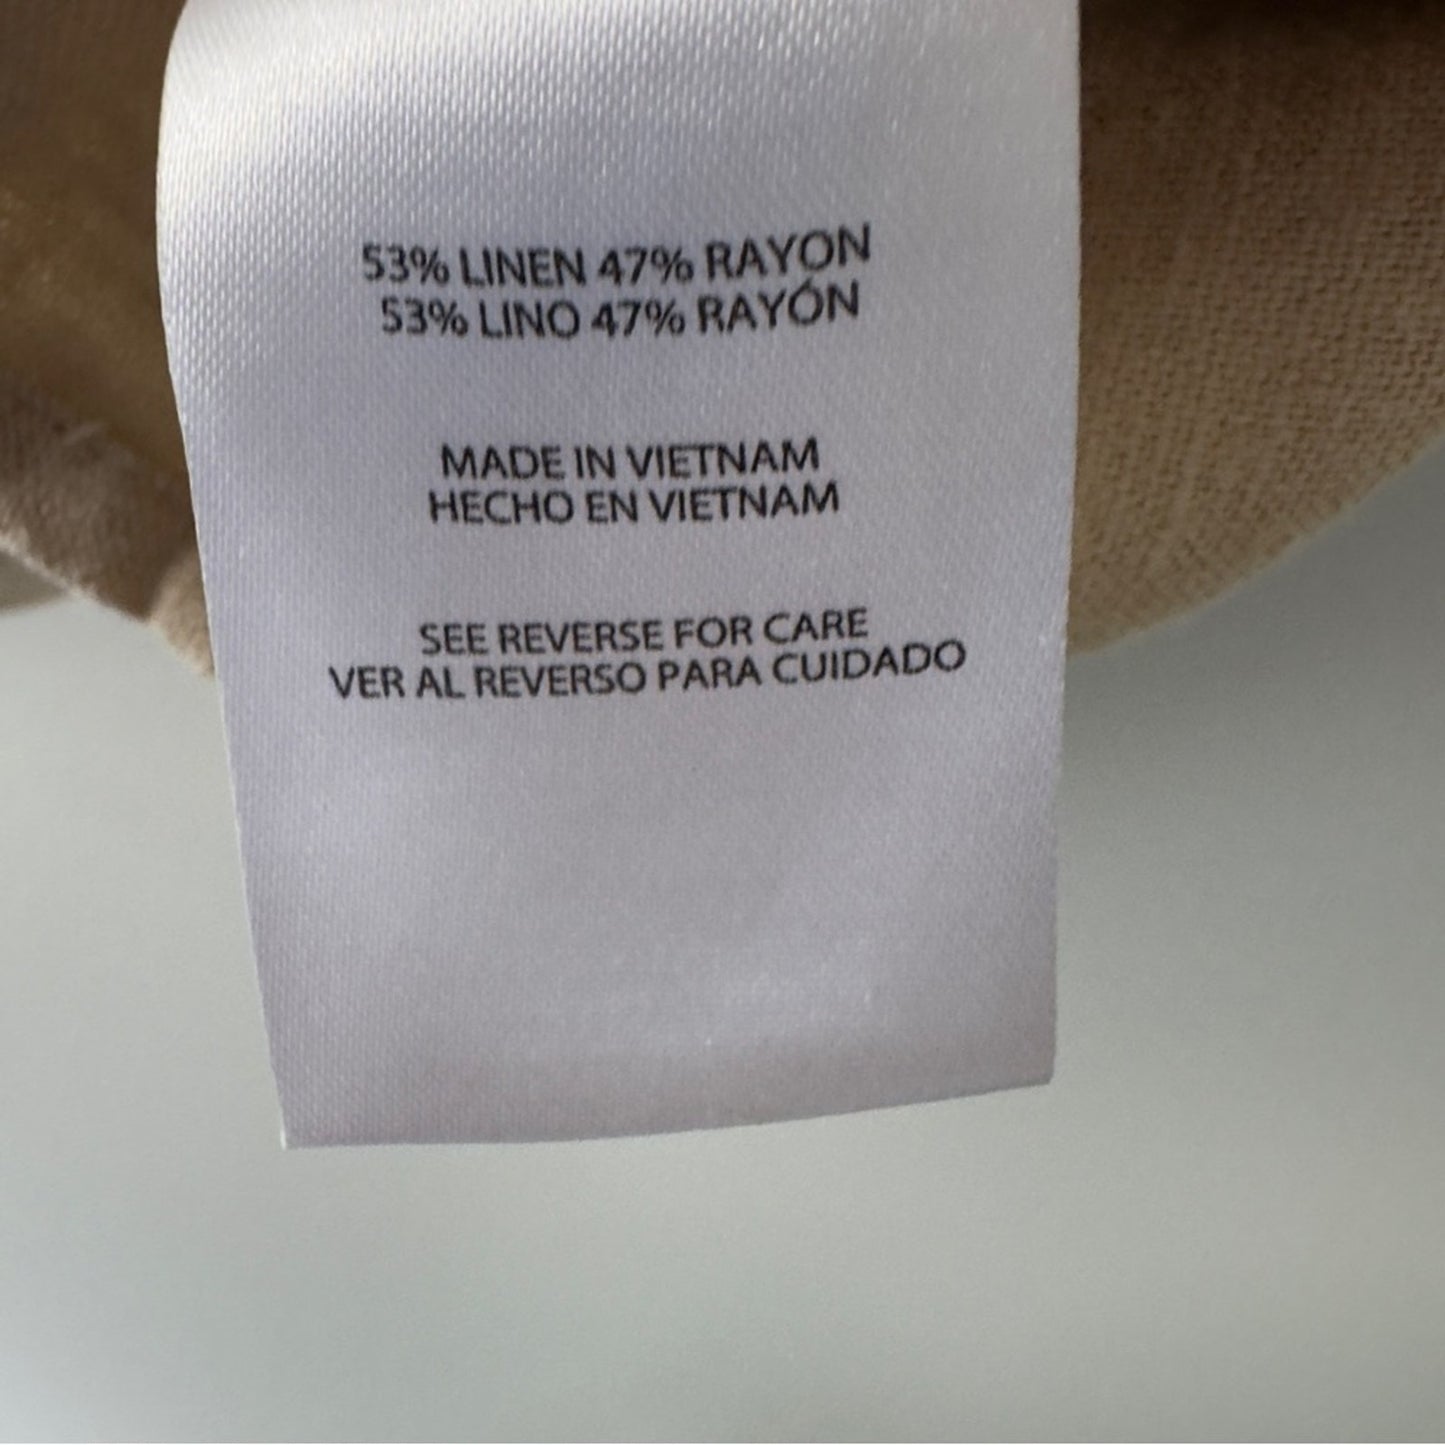 53% LINEN 47% RAYON
53% LINO 47% RAYÓN
MADE IN VIETNAM
HECHO EN VIETNAM
SEE REVERSE FOR CARE
VER AL REVERSO PARA CUIDADO